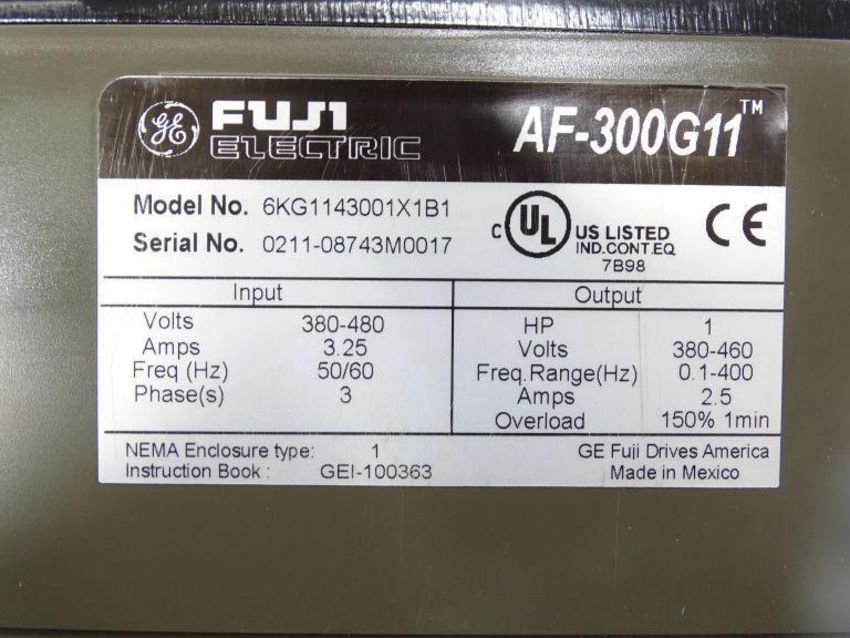 GE FUJI ELECTRIC AF-300G11™
Model No. 6KG1143001X1B1
Serial No. 0211-08743M0017
C UL US LISTED
IND.CONT.EQ
7B98
CE
Input
Volts 380-480
Amps 3.25
Freq (Hz) 50/60
Phase(s) 3
Output
HP 1
Volts 380-460
Freq.Range(Hz) 0.1-400
Amps 2.5
Overload 150% 1min
NEMA Enclosure type: 1
Instruction Book : GEI-100363
GE Fuji Drives America
Made in Mexico